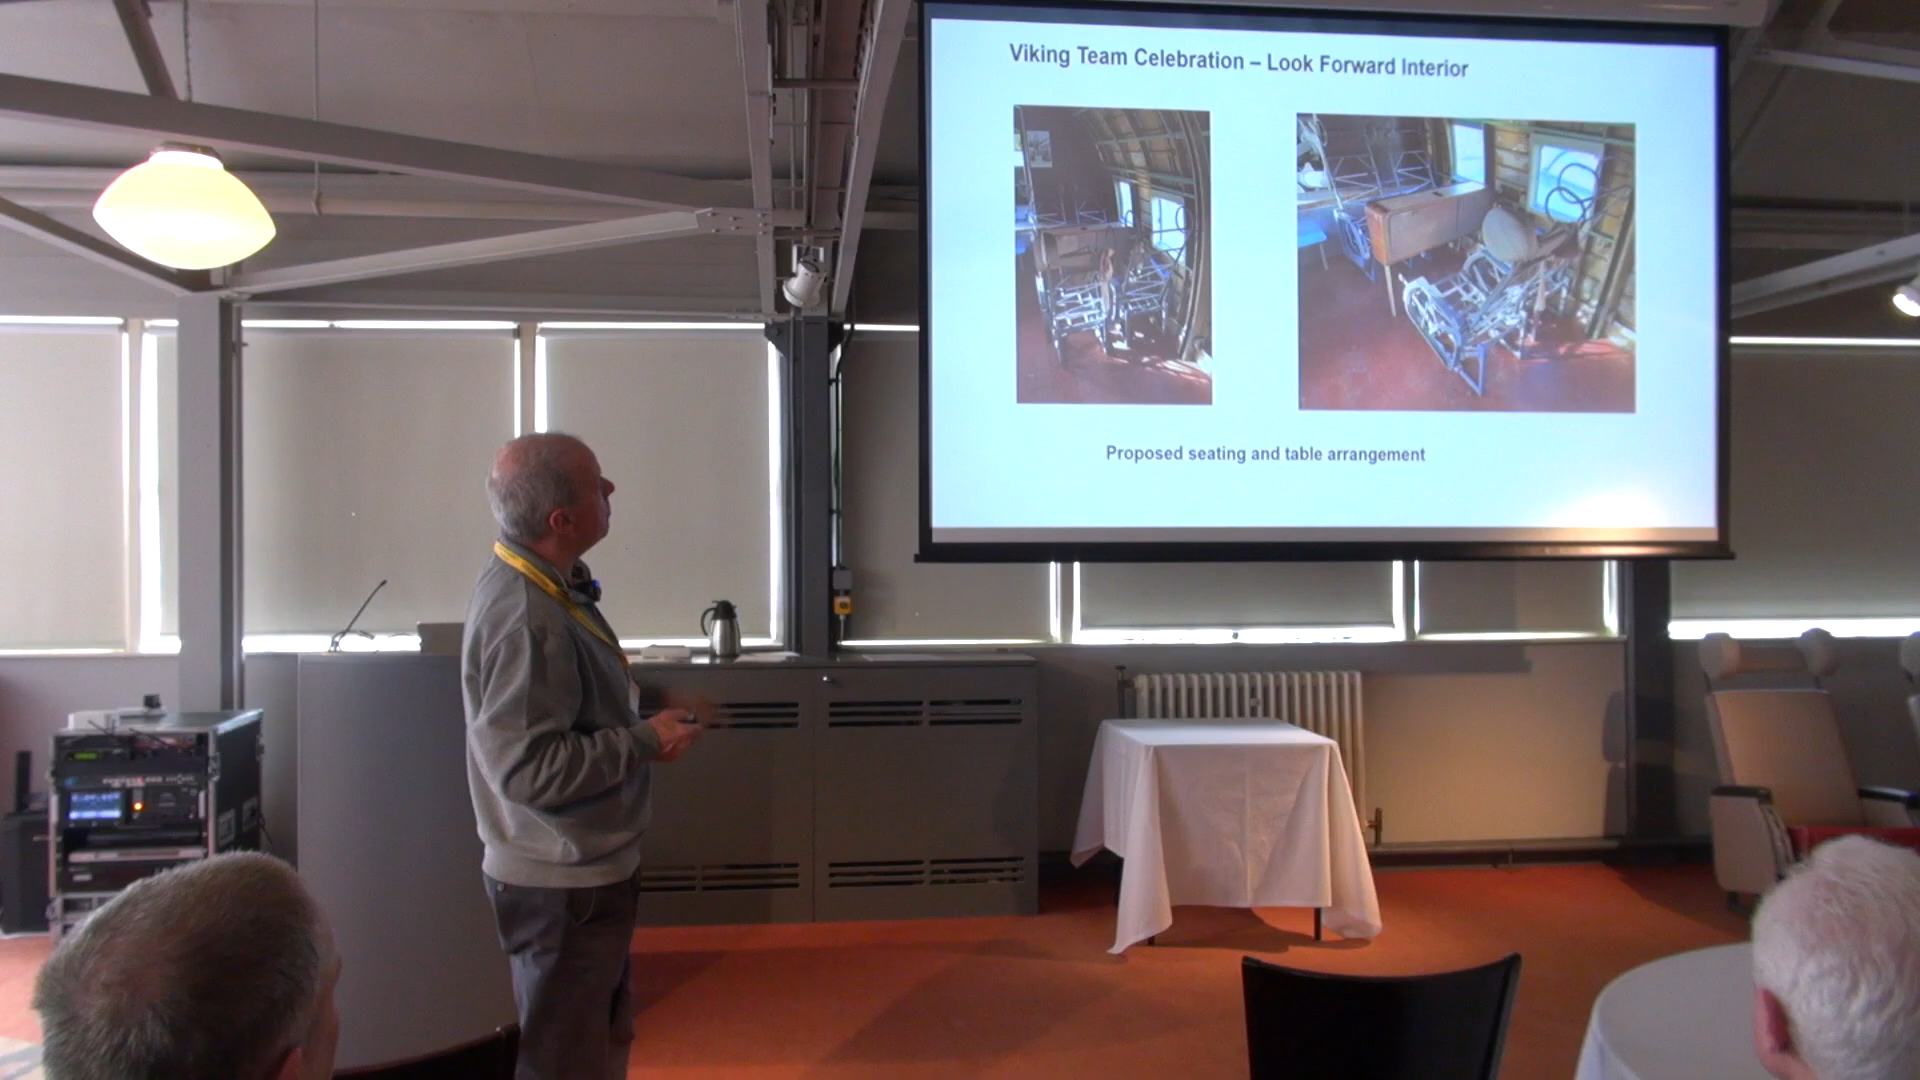 Viking Team Celebration – Look Forward Interior
Proposed seating and table arrangement